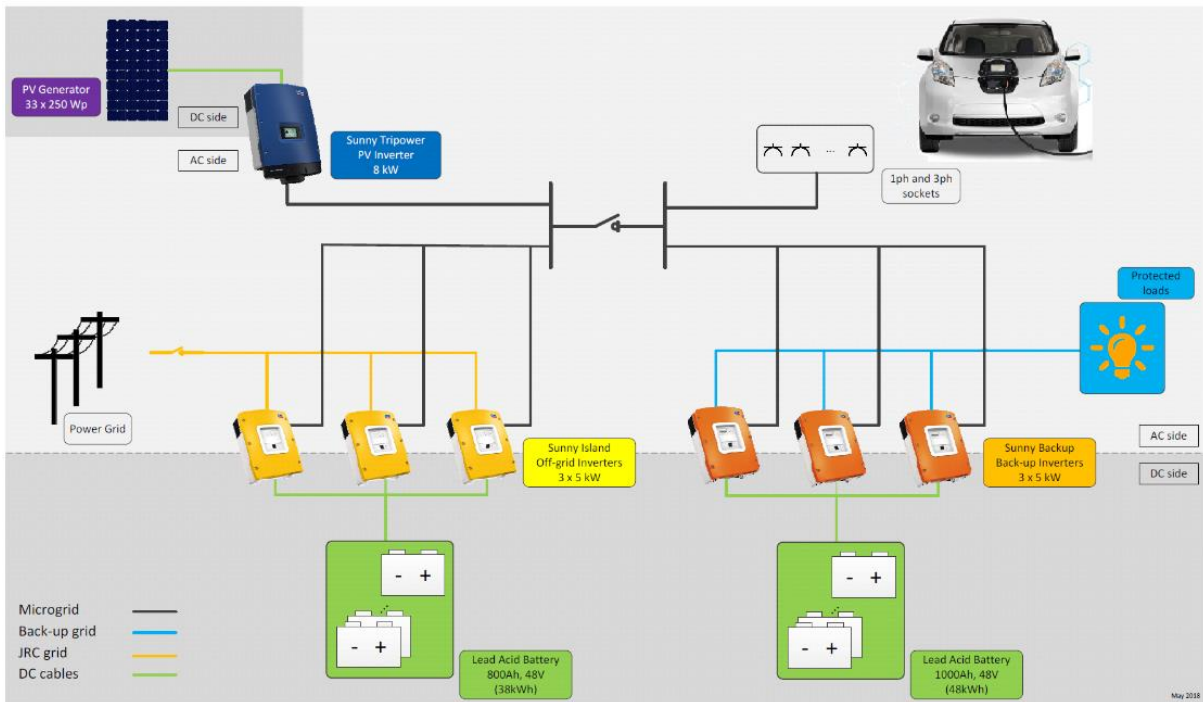 PV Generator
33 x 250 Wp
DC side
AC side
Sunny Tripower
PV Inverter
8 kW
...
1ph and 3ph
sockets
Protected
loads
Power Grid
Sunny Island
Off-grid Inverters
3 x 5 kW
Sunny Backup
Back-up Inverters
3 x 5 kW
AC side
DC side
- +
- +
- +
- +
Microgrid
Back-up grid
JRC grid
DC cables
Lead Acid Battery
800Ah, 48V
(38kWh)
Lead Acid Battery
1000Ah, 48V
(48kWh)
May 2018